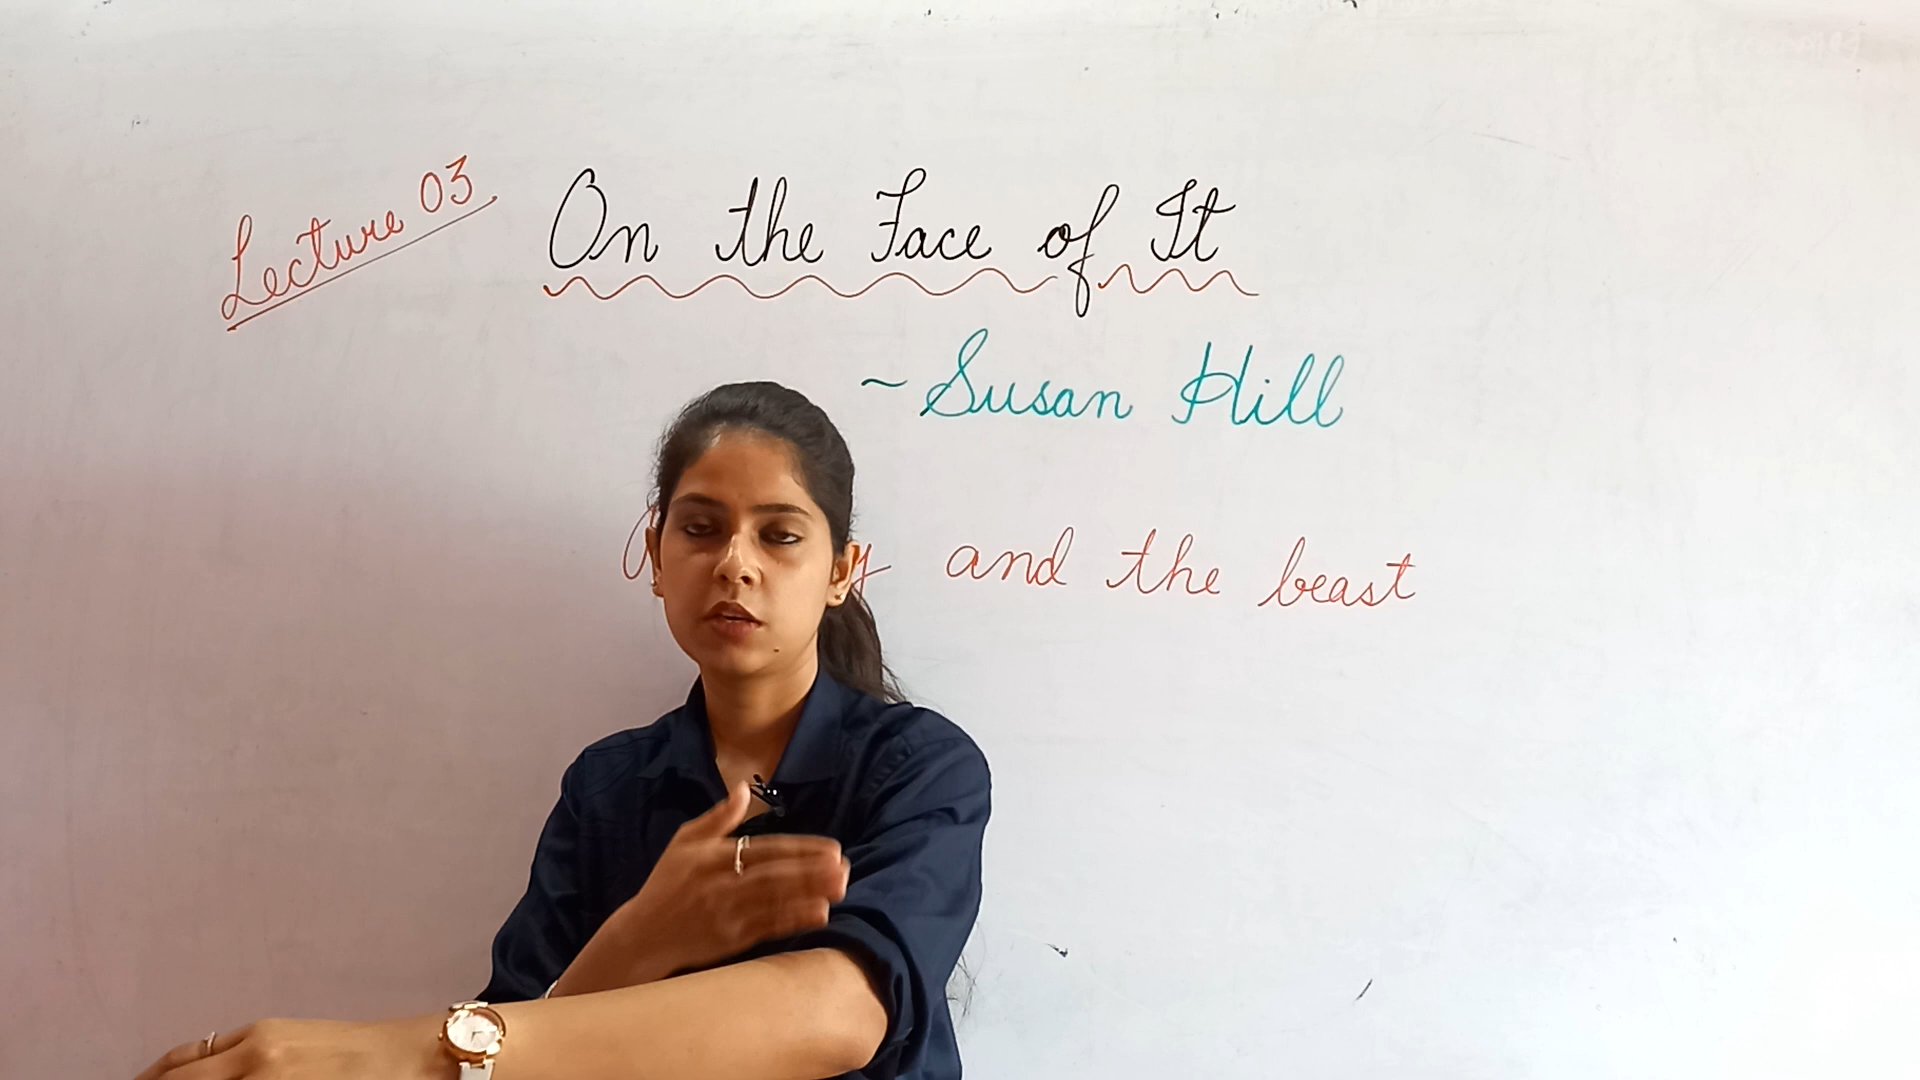 Lecture 03
On the Face of It
~ Susan Hill
and the beast